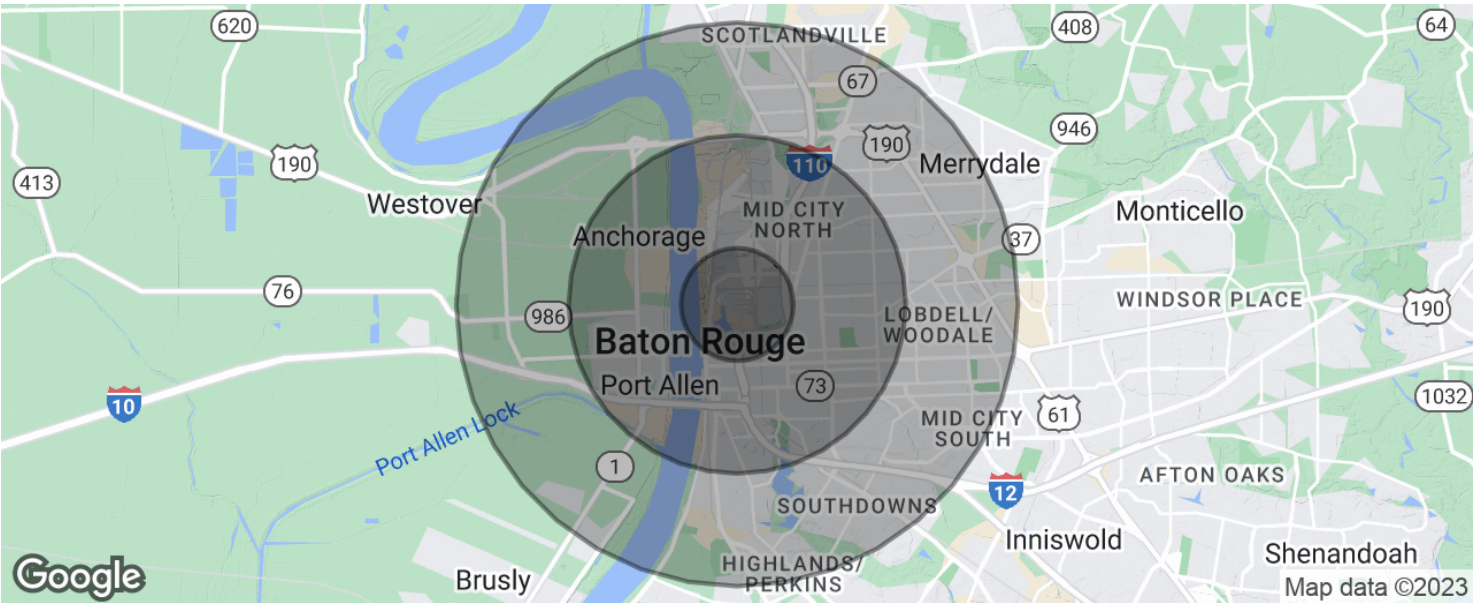 620
SCOTLANDVILLE
408
64
67
946
190
190
110
Merrydale
413
Westover
MID CITY
NORTH
Monticello
Anchorage
37
76
WINDSOR PLACE
190
986
LOBDELL/
WOODALE
Baton Rouge
Port Allen
73
10
1032
Port Allen Lock
MID CITY
SOUTH
61
1
AFTON OAKS
12
SOUTHDOWNS
Inniswold
Shenandoah
HIGHLANDS/
PERKINS
Brusly
Google
Map data ©2023